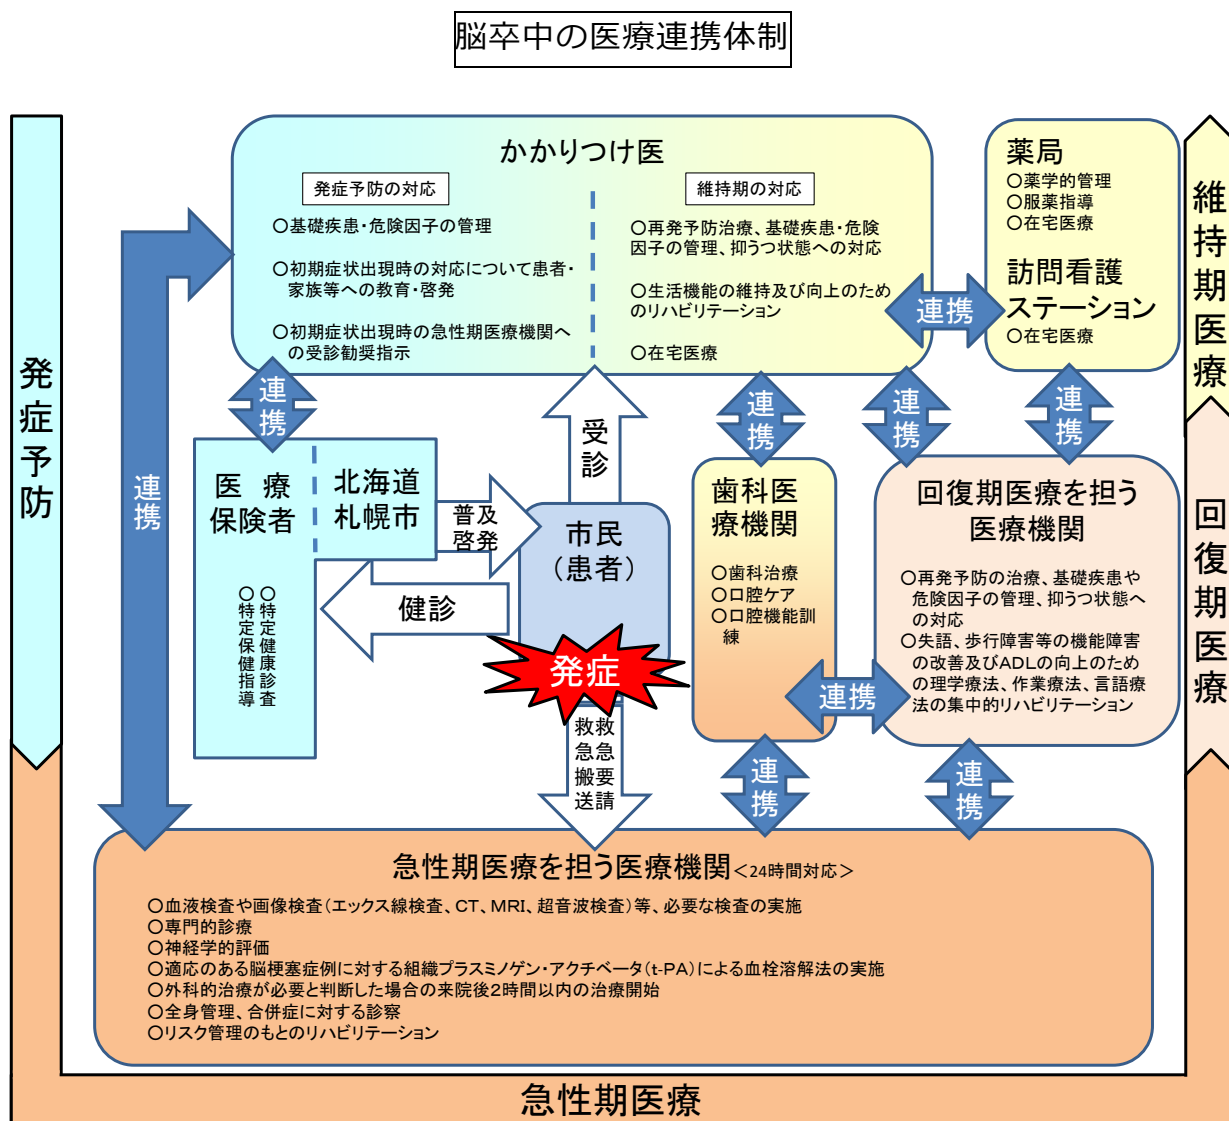 脳卒中の医療連携体制
発症予防
かかりつけ医
発症予防の対応
○基礎疾患・危険因子の管理
○初期症状出現時の対応について患者・
家族等への教育・啓発
○初期症状出現時の急性期医療機関へ
の受診勧奨指示
維持期の対応
○再発予防治療、基礎疾患・危険
因子の管理、抑うつ状態への対応
○生活機能の維持及び向上のため
のリハビリテーション
○在宅医療
連携
薬局
○薬学的管理
○服薬指導
○在宅医療
訪問看護
ステーション
○在宅医療
維持期医療
連携
連携
受診
連携
連携
連携
医療
保険者
○特定健康診査
○特定保健指導
北海道
札幌市
普及
啓発
健診
市民
（患者）
発症
救急要請
救急搬送
歯科医
療機関
○歯科治療
○口腔ケア
○口腔機能訓
練
連携
回復期医療を担う
医療機関
○再発予防の治療、基礎疾患や
危険因子の管理、抑うつ状態へ
の対応
○失語、歩行障害等の機能障害
の改善及びADLの向上のため
の理学療法、作業療法、言語療
法の集中的リハビリテーション
回復期医療
連携
連携
急性期医療を担う医療機関＜24時間対応＞
○血液検査や画像検査（エックス線検査、CT、MRI、超音波検査）等、必要な検査の実施
○専門的診療
○神経学的評価
○適応のある脳梗塞症例に対する組織プラスミノゲン・アクチベータ（t-PA）による血栓溶解法の実施
○外科的治療が必要と判断した場合の来院後2時間以内の治療開始
○全身管理、合併症に対する診察
○リスク管理のもとのリハビリテーション
急性期医療